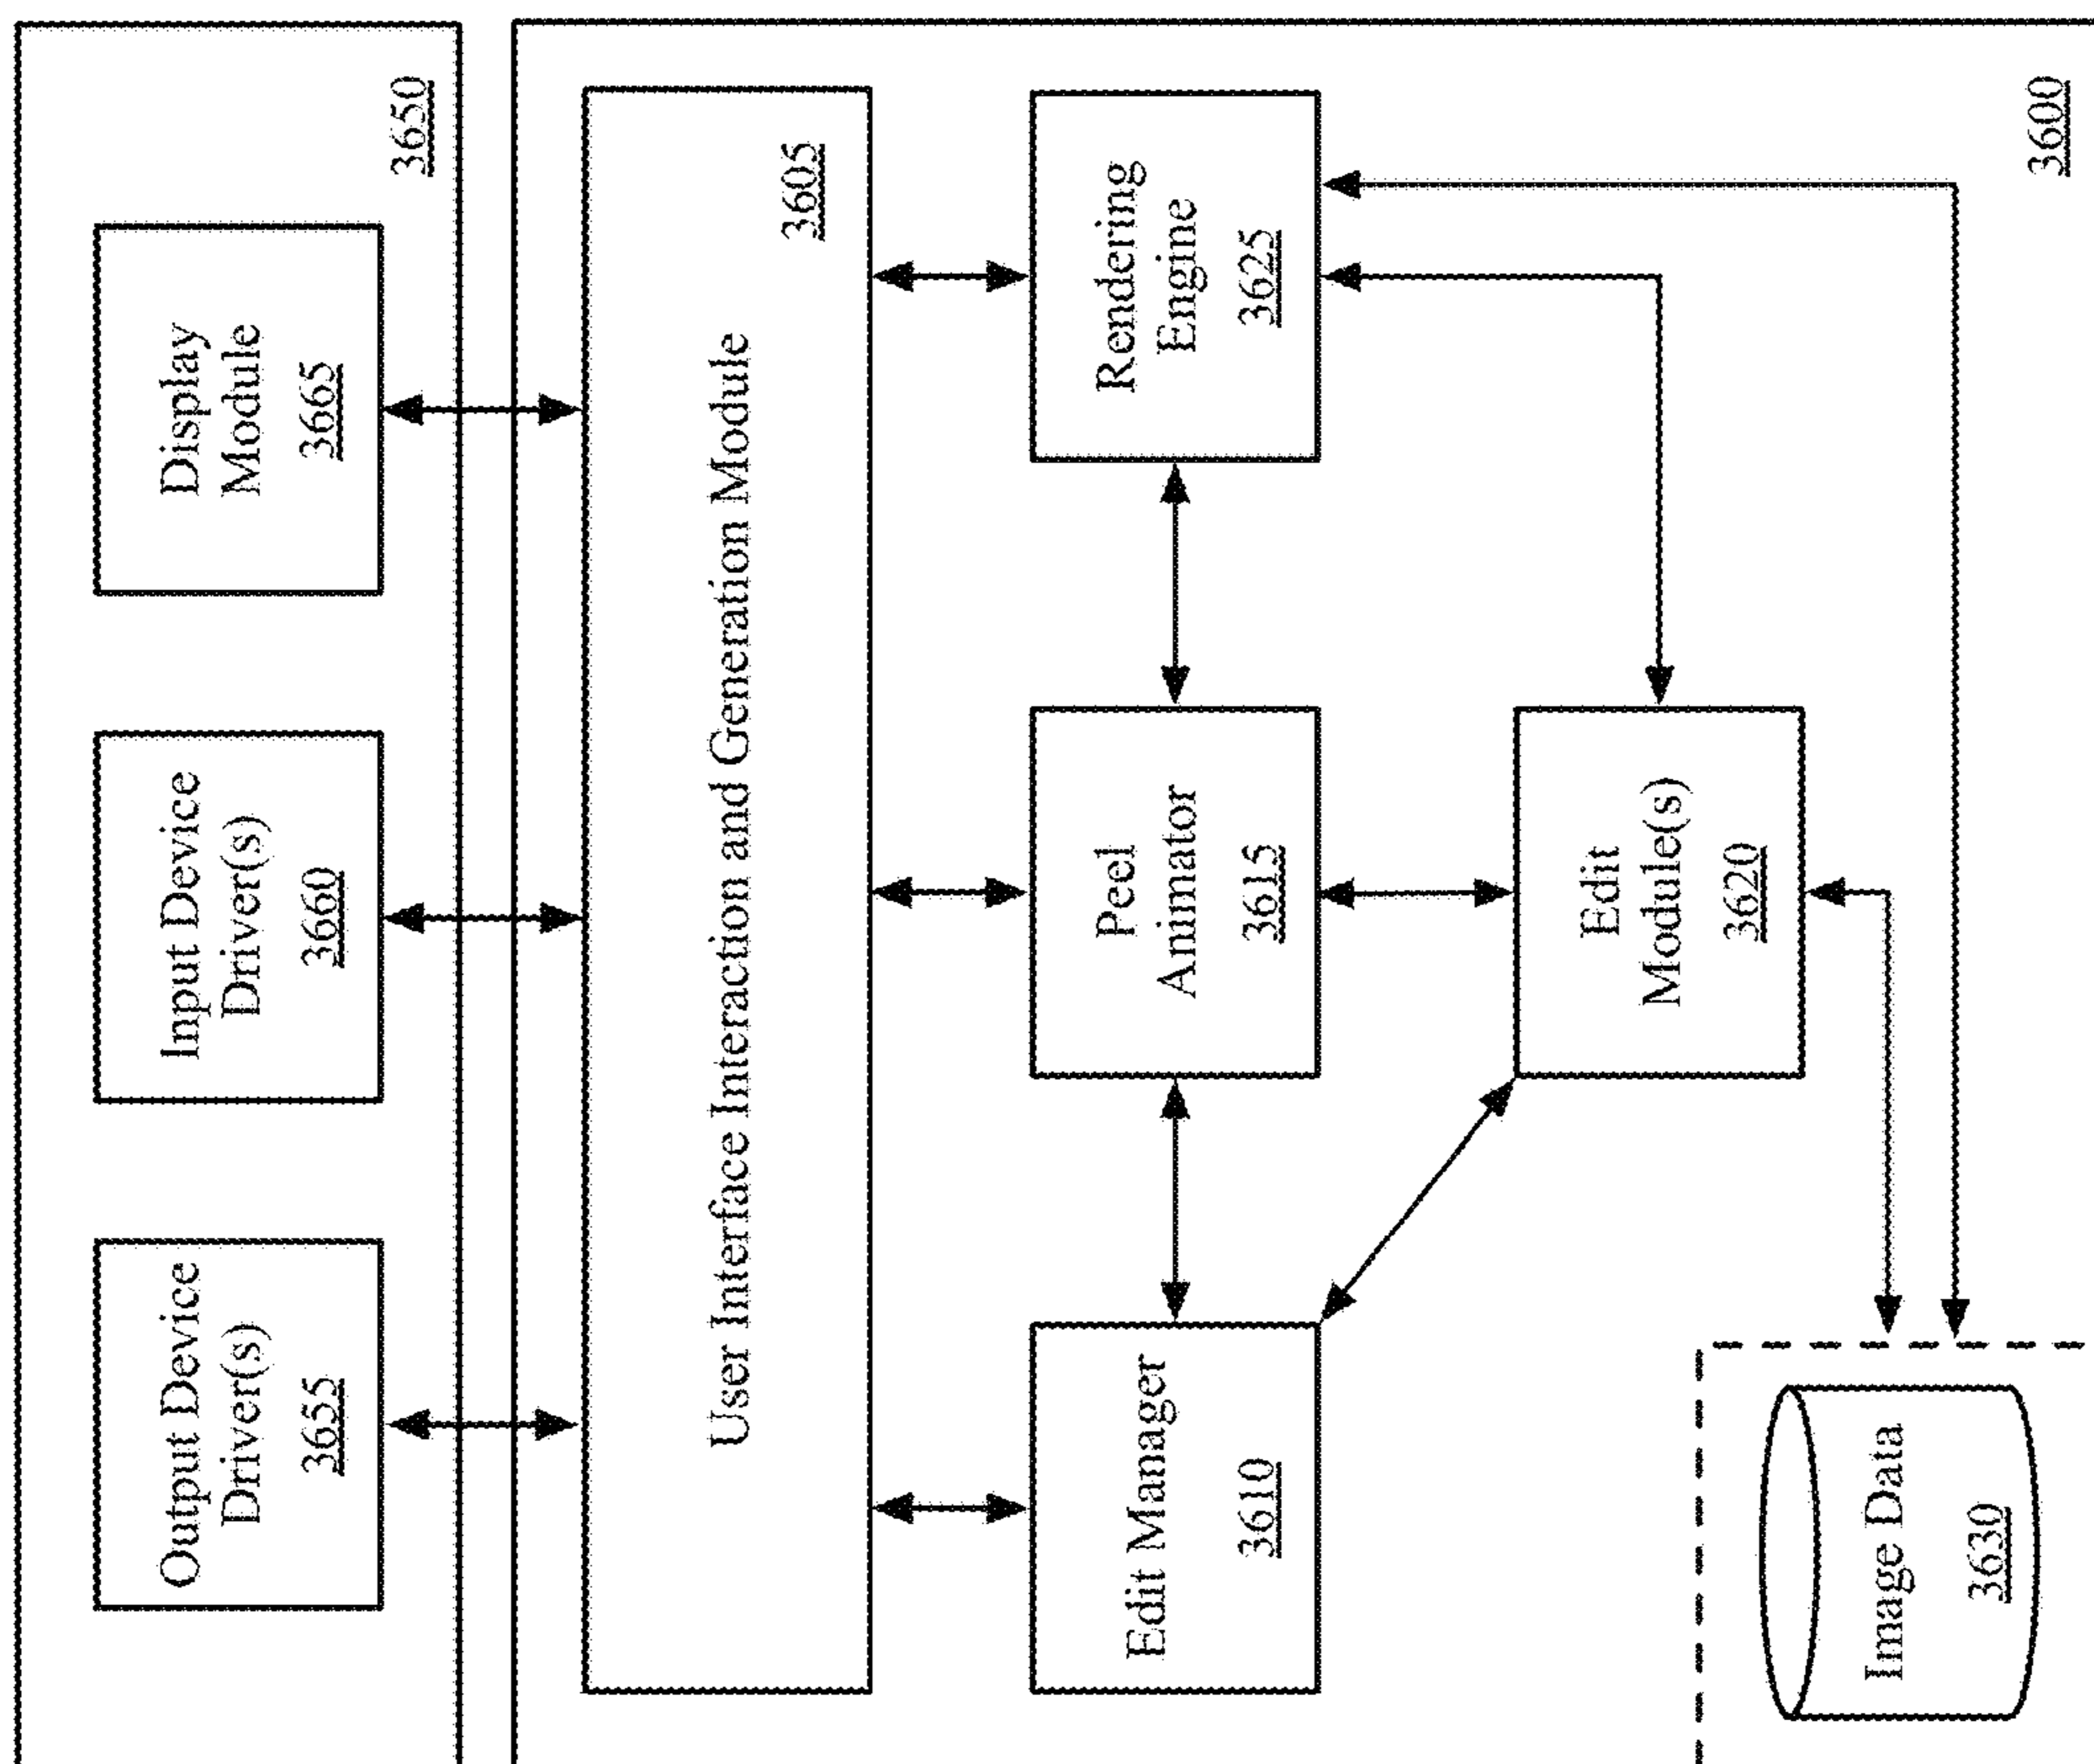 Output Device
Driver(s)
3655
Input Device
Driver(s)
3660
Display
Module
3665
3650
User Interface Interaction and Generation Module
3605
Edit Manager
3610
Peel
Animator
3615
Rendering
Engine
3625
Edit
Module(s)
3620
Image Data
3630
3600